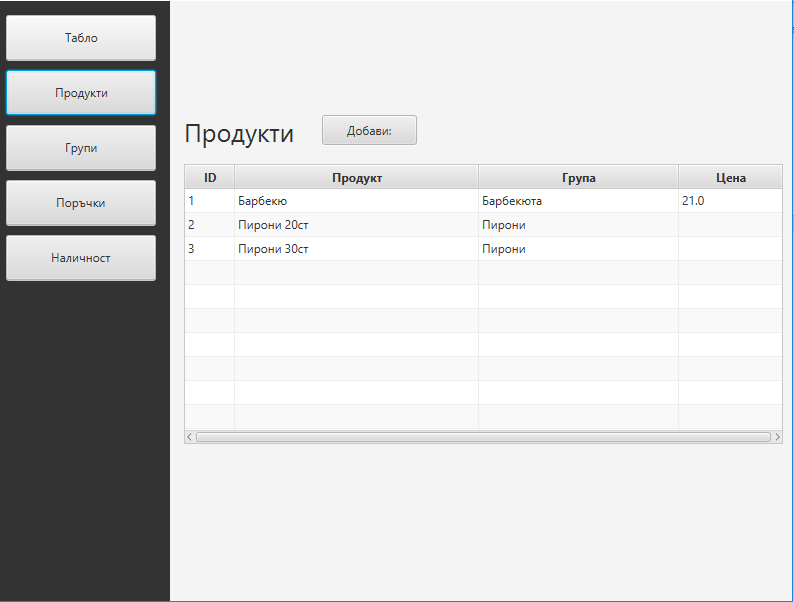 Табло
Продукти
Групи
Поръчки
Наличност
Продукти
Добави:
ID Продукт Група Цена
1 Барбекю Барбекюта 21.0
2 Пирони 20ст Пирони
3 Пирони 30ст Пирони